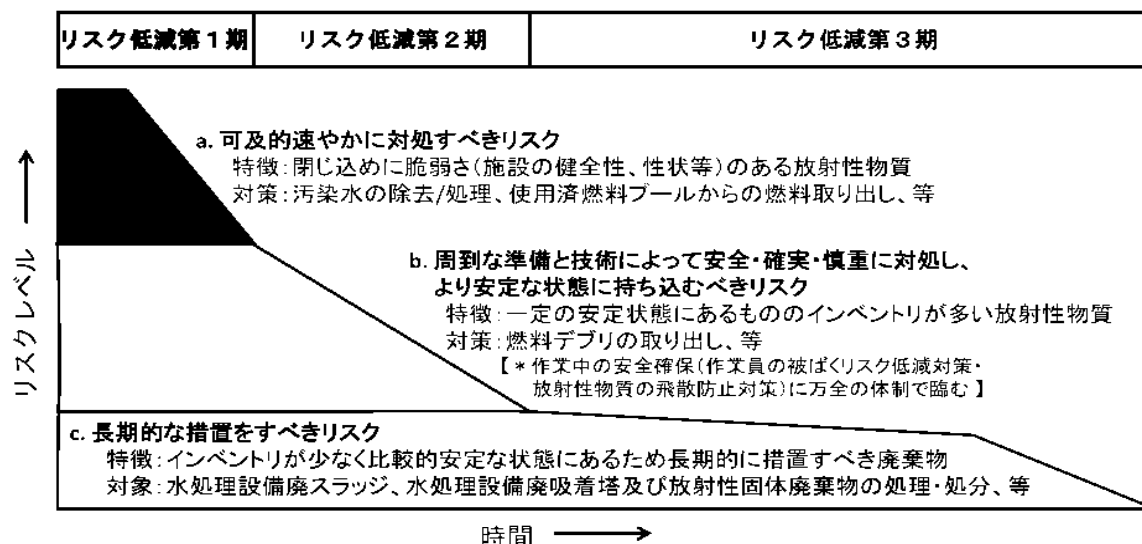 リスク低減第１期
リスク低減第２期
リスク低減第３期
a. 可及的速やかに対処すべきリスク
特徴：閉じ込めに脆弱さ(施設の健全性、性状等)のある放射性物質
対策：汚染水の除去/処理、使用済燃料プールからの燃料取り出し、等
b. 周到な準備と技術によって安全・確実・慎重に対処し、
より安定な状態に持ち込むべきリスク
特徴：一定の安定状態にあるもののインベントリが多い放射性物質
対策：燃料デブリの取り出し、等
【＊作業中の安全確保(作業員の被ばくリスク低減対策・
放射性物質の飛散防止対策)に万全の体制で臨む】
c. 長期的な措置をすべきリスク
特徴：インベントリが少なく比較的安定な状態にあるため長期的に措置すべき廃棄物
対象：水処理設備廃スラッジ、水処理設備廃吸着塔及び放射性固体廃棄物の処理・処分、等
リスクレベル
時間